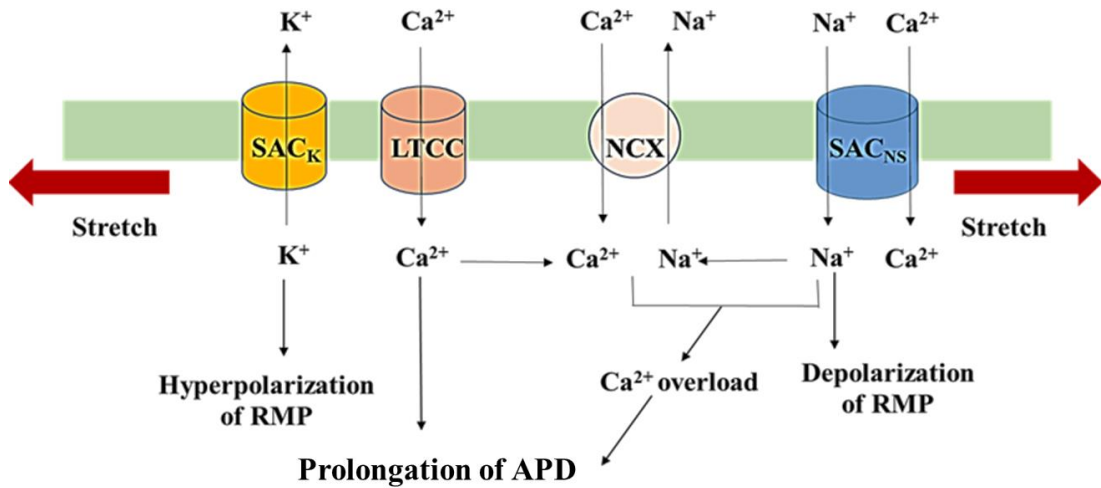 K⁺ Ca²⁺ Ca²⁺ Na⁺ Na⁺ Ca²⁺
SACK LTCC NCX SACNS
Stretch Stretch
K⁺ Ca²⁺ Ca²⁺ Na⁺ Na⁺ Ca²⁺
Hyperpolarization
of RMP
Ca²⁺ overload
Depolarization
of RMP
Prolongation of APD